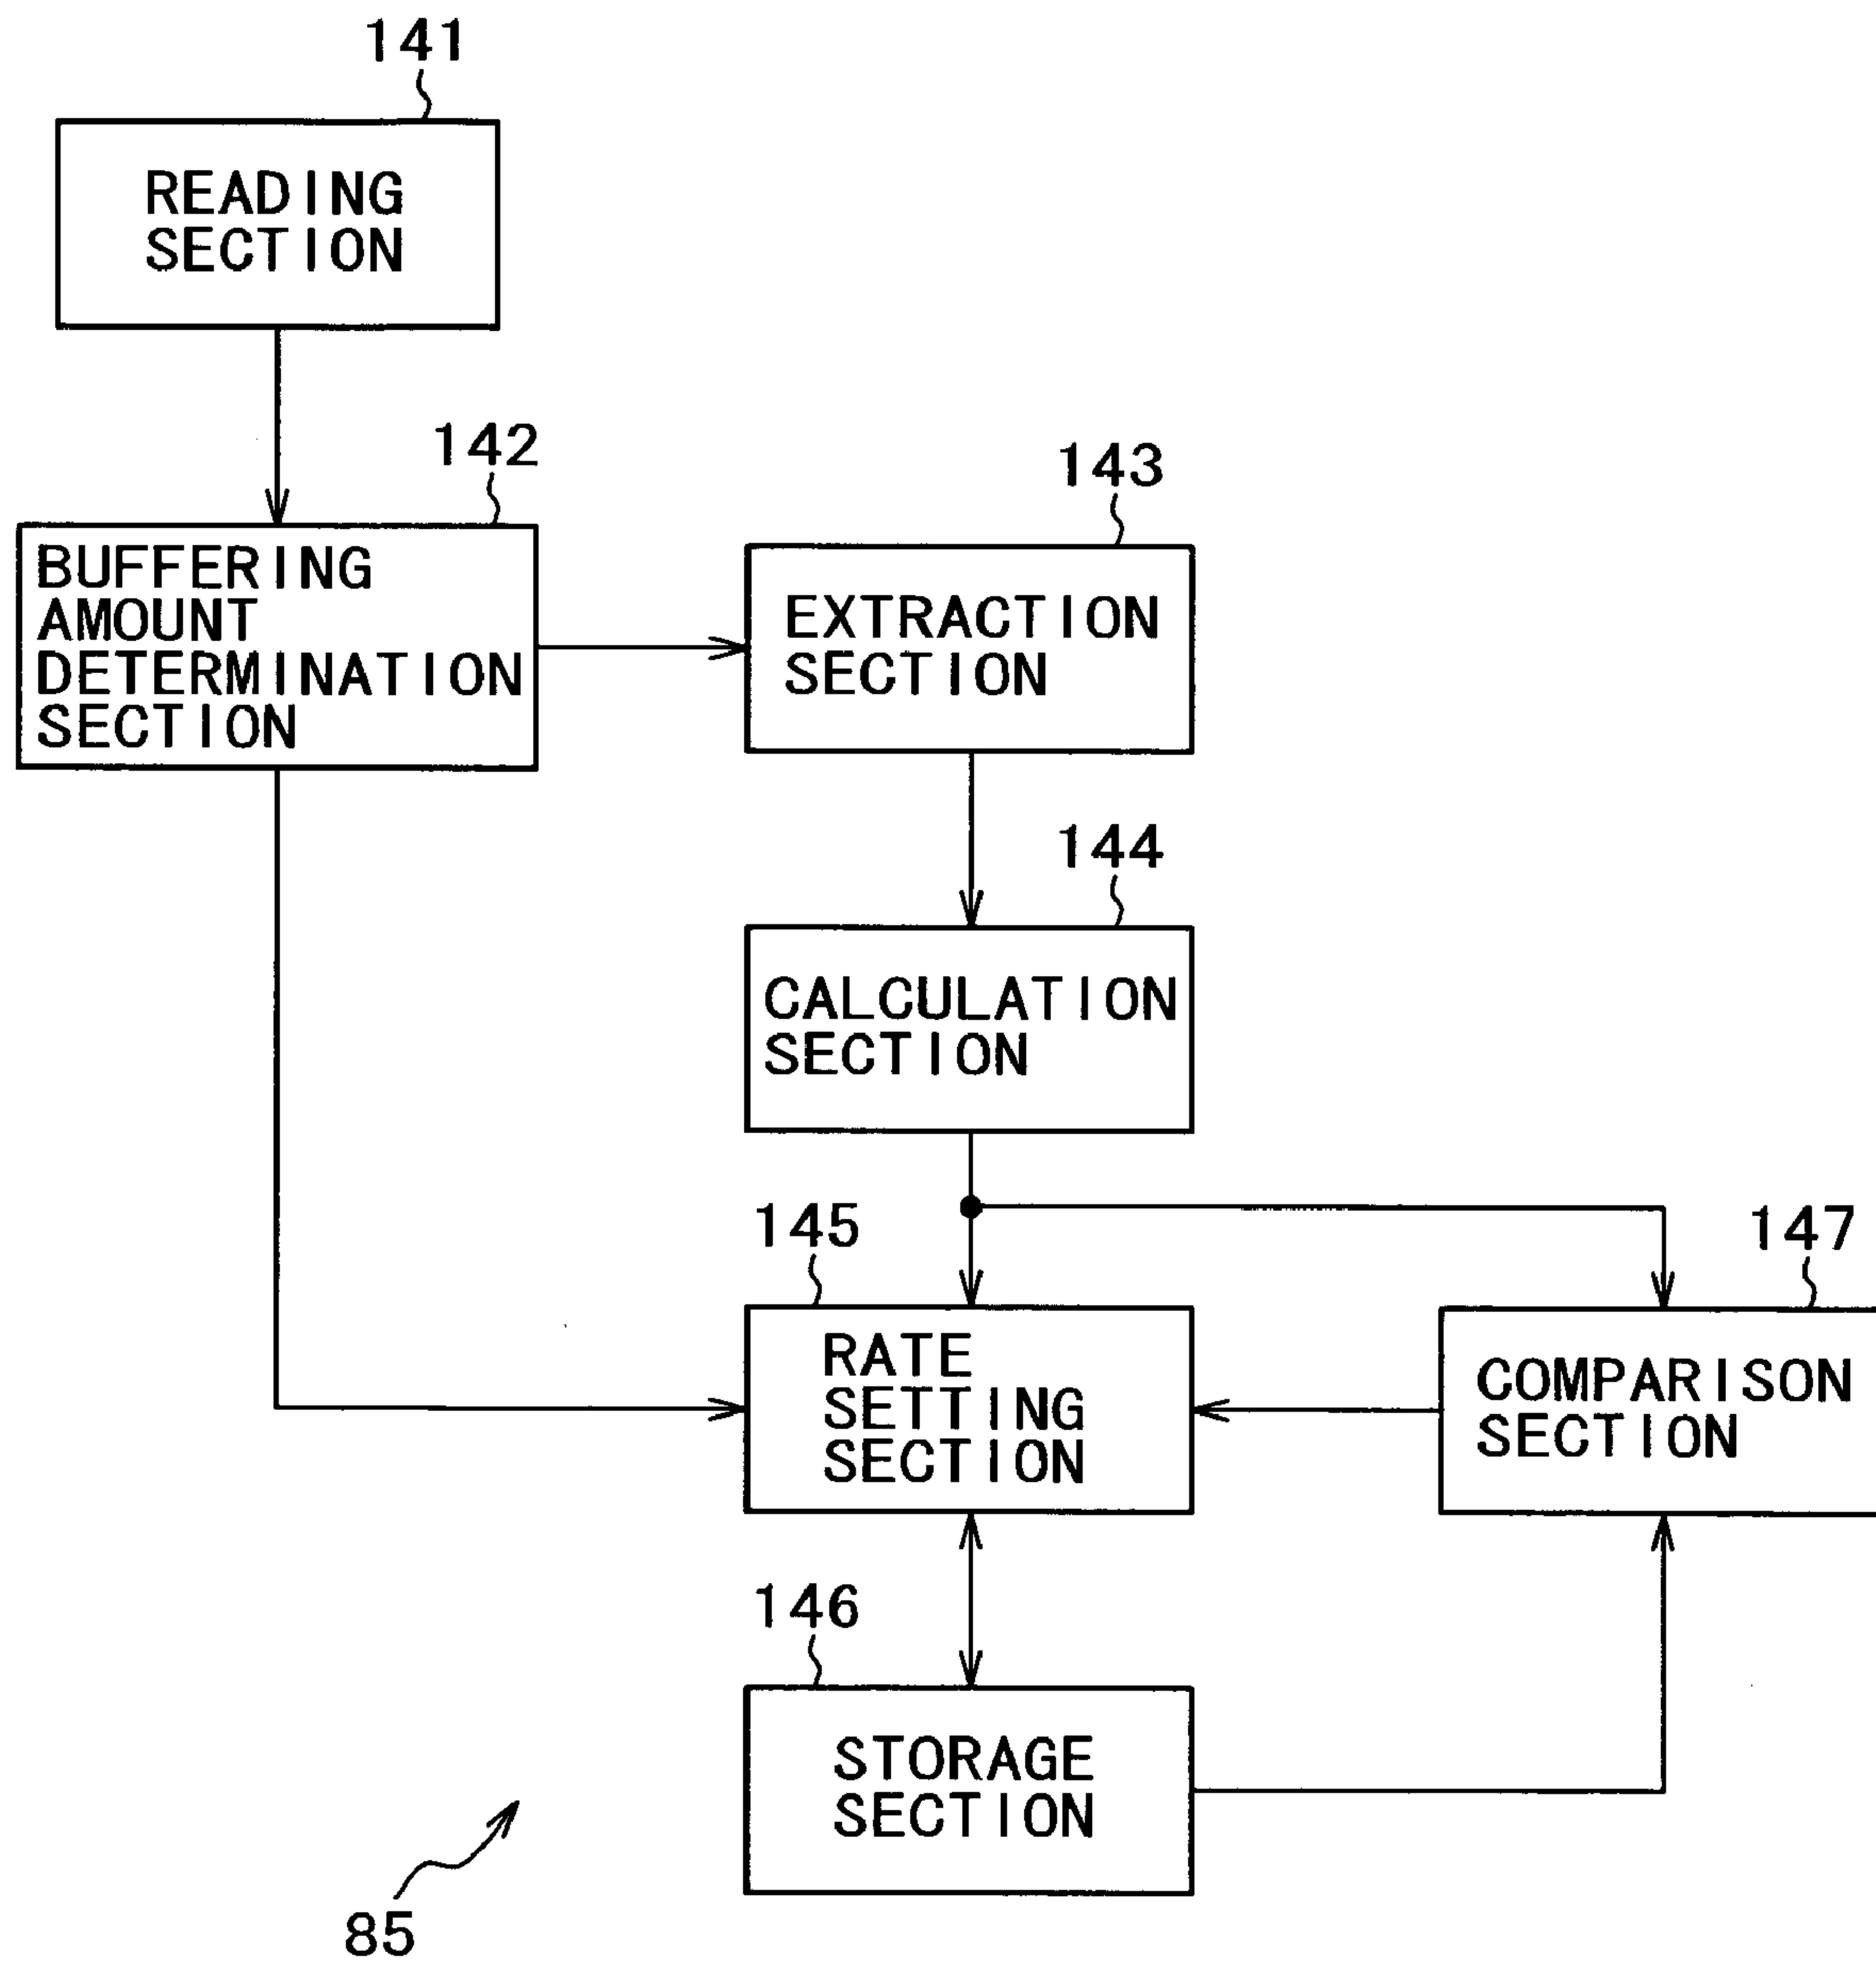 141
READING
SECTION
142
BUFFERING
AMOUNT
DETERMINATION
SECTION
143
EXTRACTION
SECTION
144
CALCULATION
SECTION
145
RATE
SETTING
SECTION
147
COMPARISON
SECTION
146
STORAGE
SECTION
85